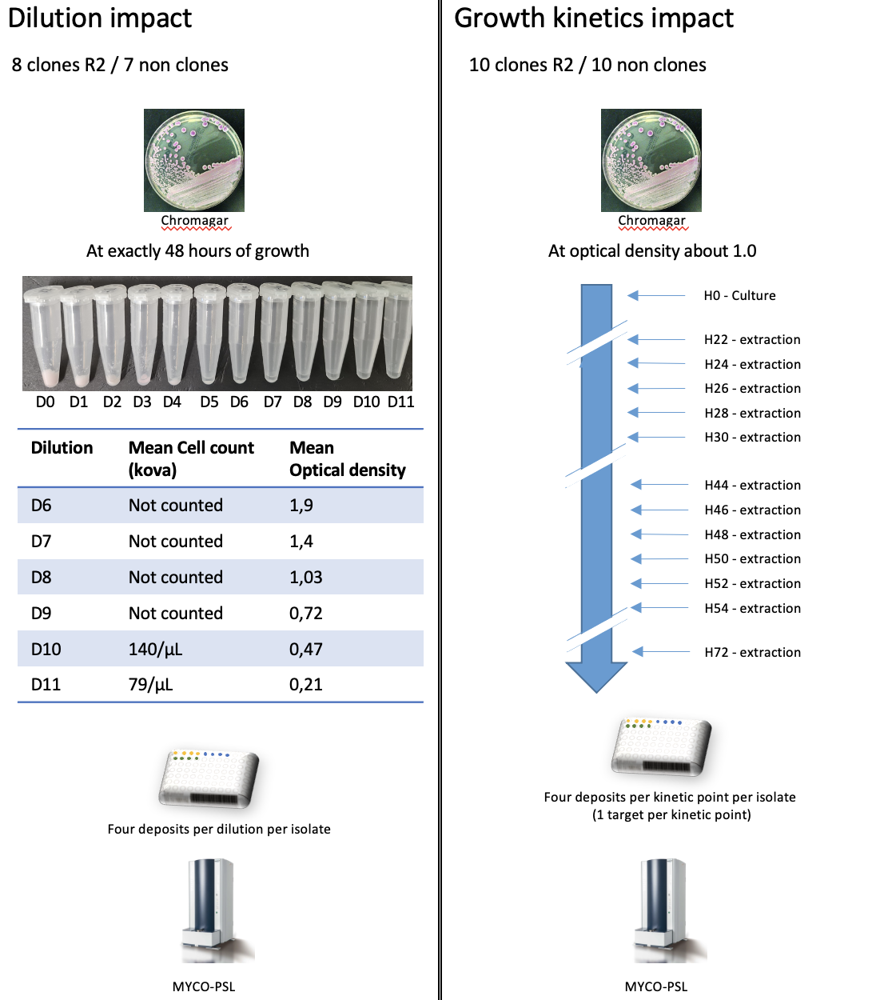 Dilution impact
8 clones R2 / 7 non clones
Chromagar
At exactly 48 hours of growth
D0 D1 D2 D3 D4 D5 D6 D7 D8 D9 D10 D11
Dilution Mean Cell count (kova) Mean Optical density
D6 Not counted 1,9
D7 Not counted 1,4
D8 Not counted 1,03
D9 Not counted 0,72
D10 140/µL 0,47
D11 79/µL 0,21
Four deposits per dilution per isolate
MYCO-PSL
Growth kinetics impact
10 clones R2 / 10 non clones
Chromagar
At optical density about 1.0
H0 - Culture
H22 - extraction
H24 - extraction
H26 - extraction
H28 - extraction
H30 - extraction
H44 - extraction
H46 - extraction
H48 - extraction
H50 - extraction
H52 - extraction
H54 - extraction
H72 - extraction
Four deposits per kinetic point per isolate
(1 target per kinetic point)
MYCO-PSL